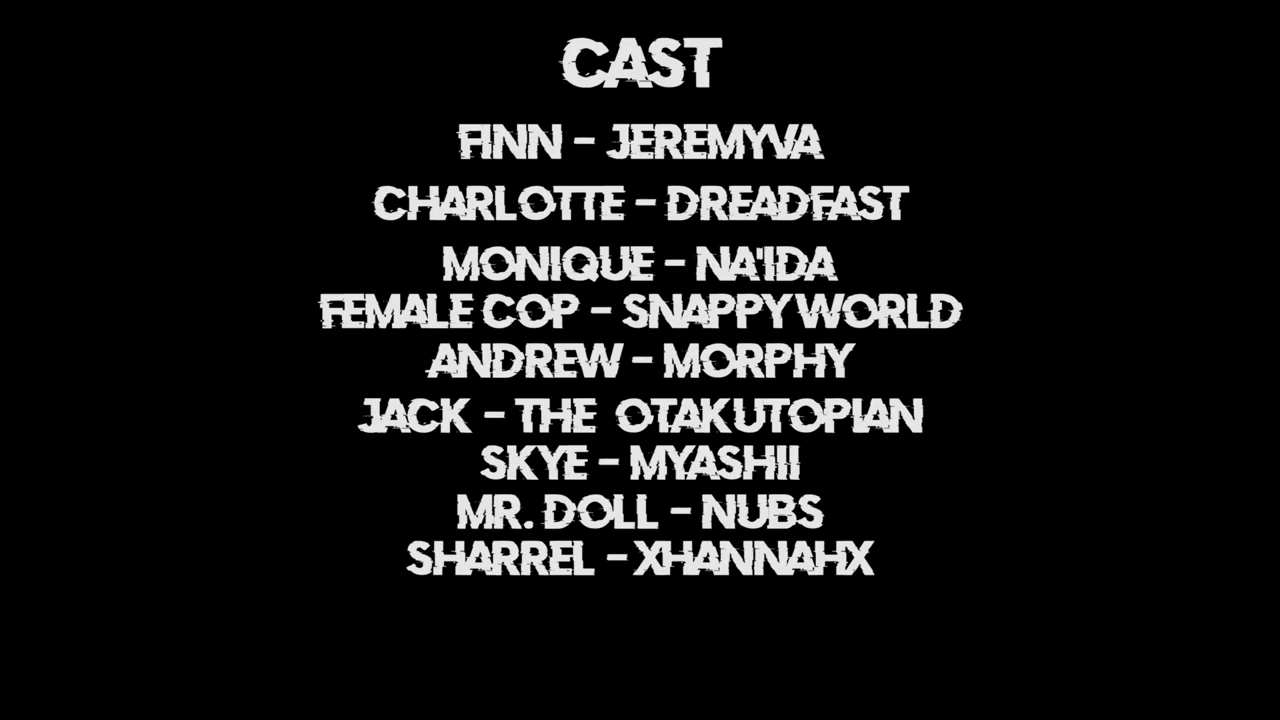 CAST
FINN - JEREMYVA
CHARLOTTE - DREADFAST
MONIQUE - NA'IDA
FEMALE COP - SNAPPYWORLD
ANDREW - MORPHY
JACK - THE OTAKUTOPIAN
SKYE - MYASHII
MR. DOLL - NUBS
SHARREL - XHANNAHX